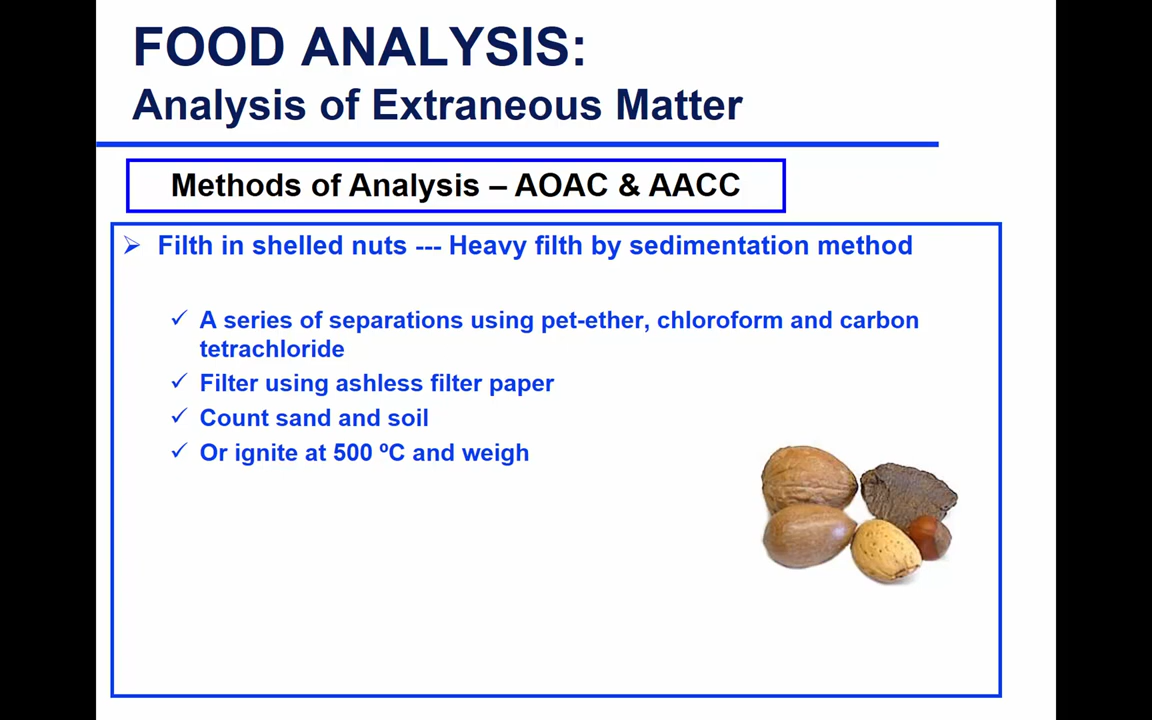 FOOD ANALYSIS:
Analysis of Extraneous Matter
Methods of Analysis – AOAC & AACC
➢ Filth in shelled nuts --- Heavy filth by sedimentation method
✓ A series of separations using pet-ether, chloroform and carbon
tetrachloride
✓ Filter using ashless filter paper
✓ Count sand and soil
✓ Or ignite at 500 ºC and weigh